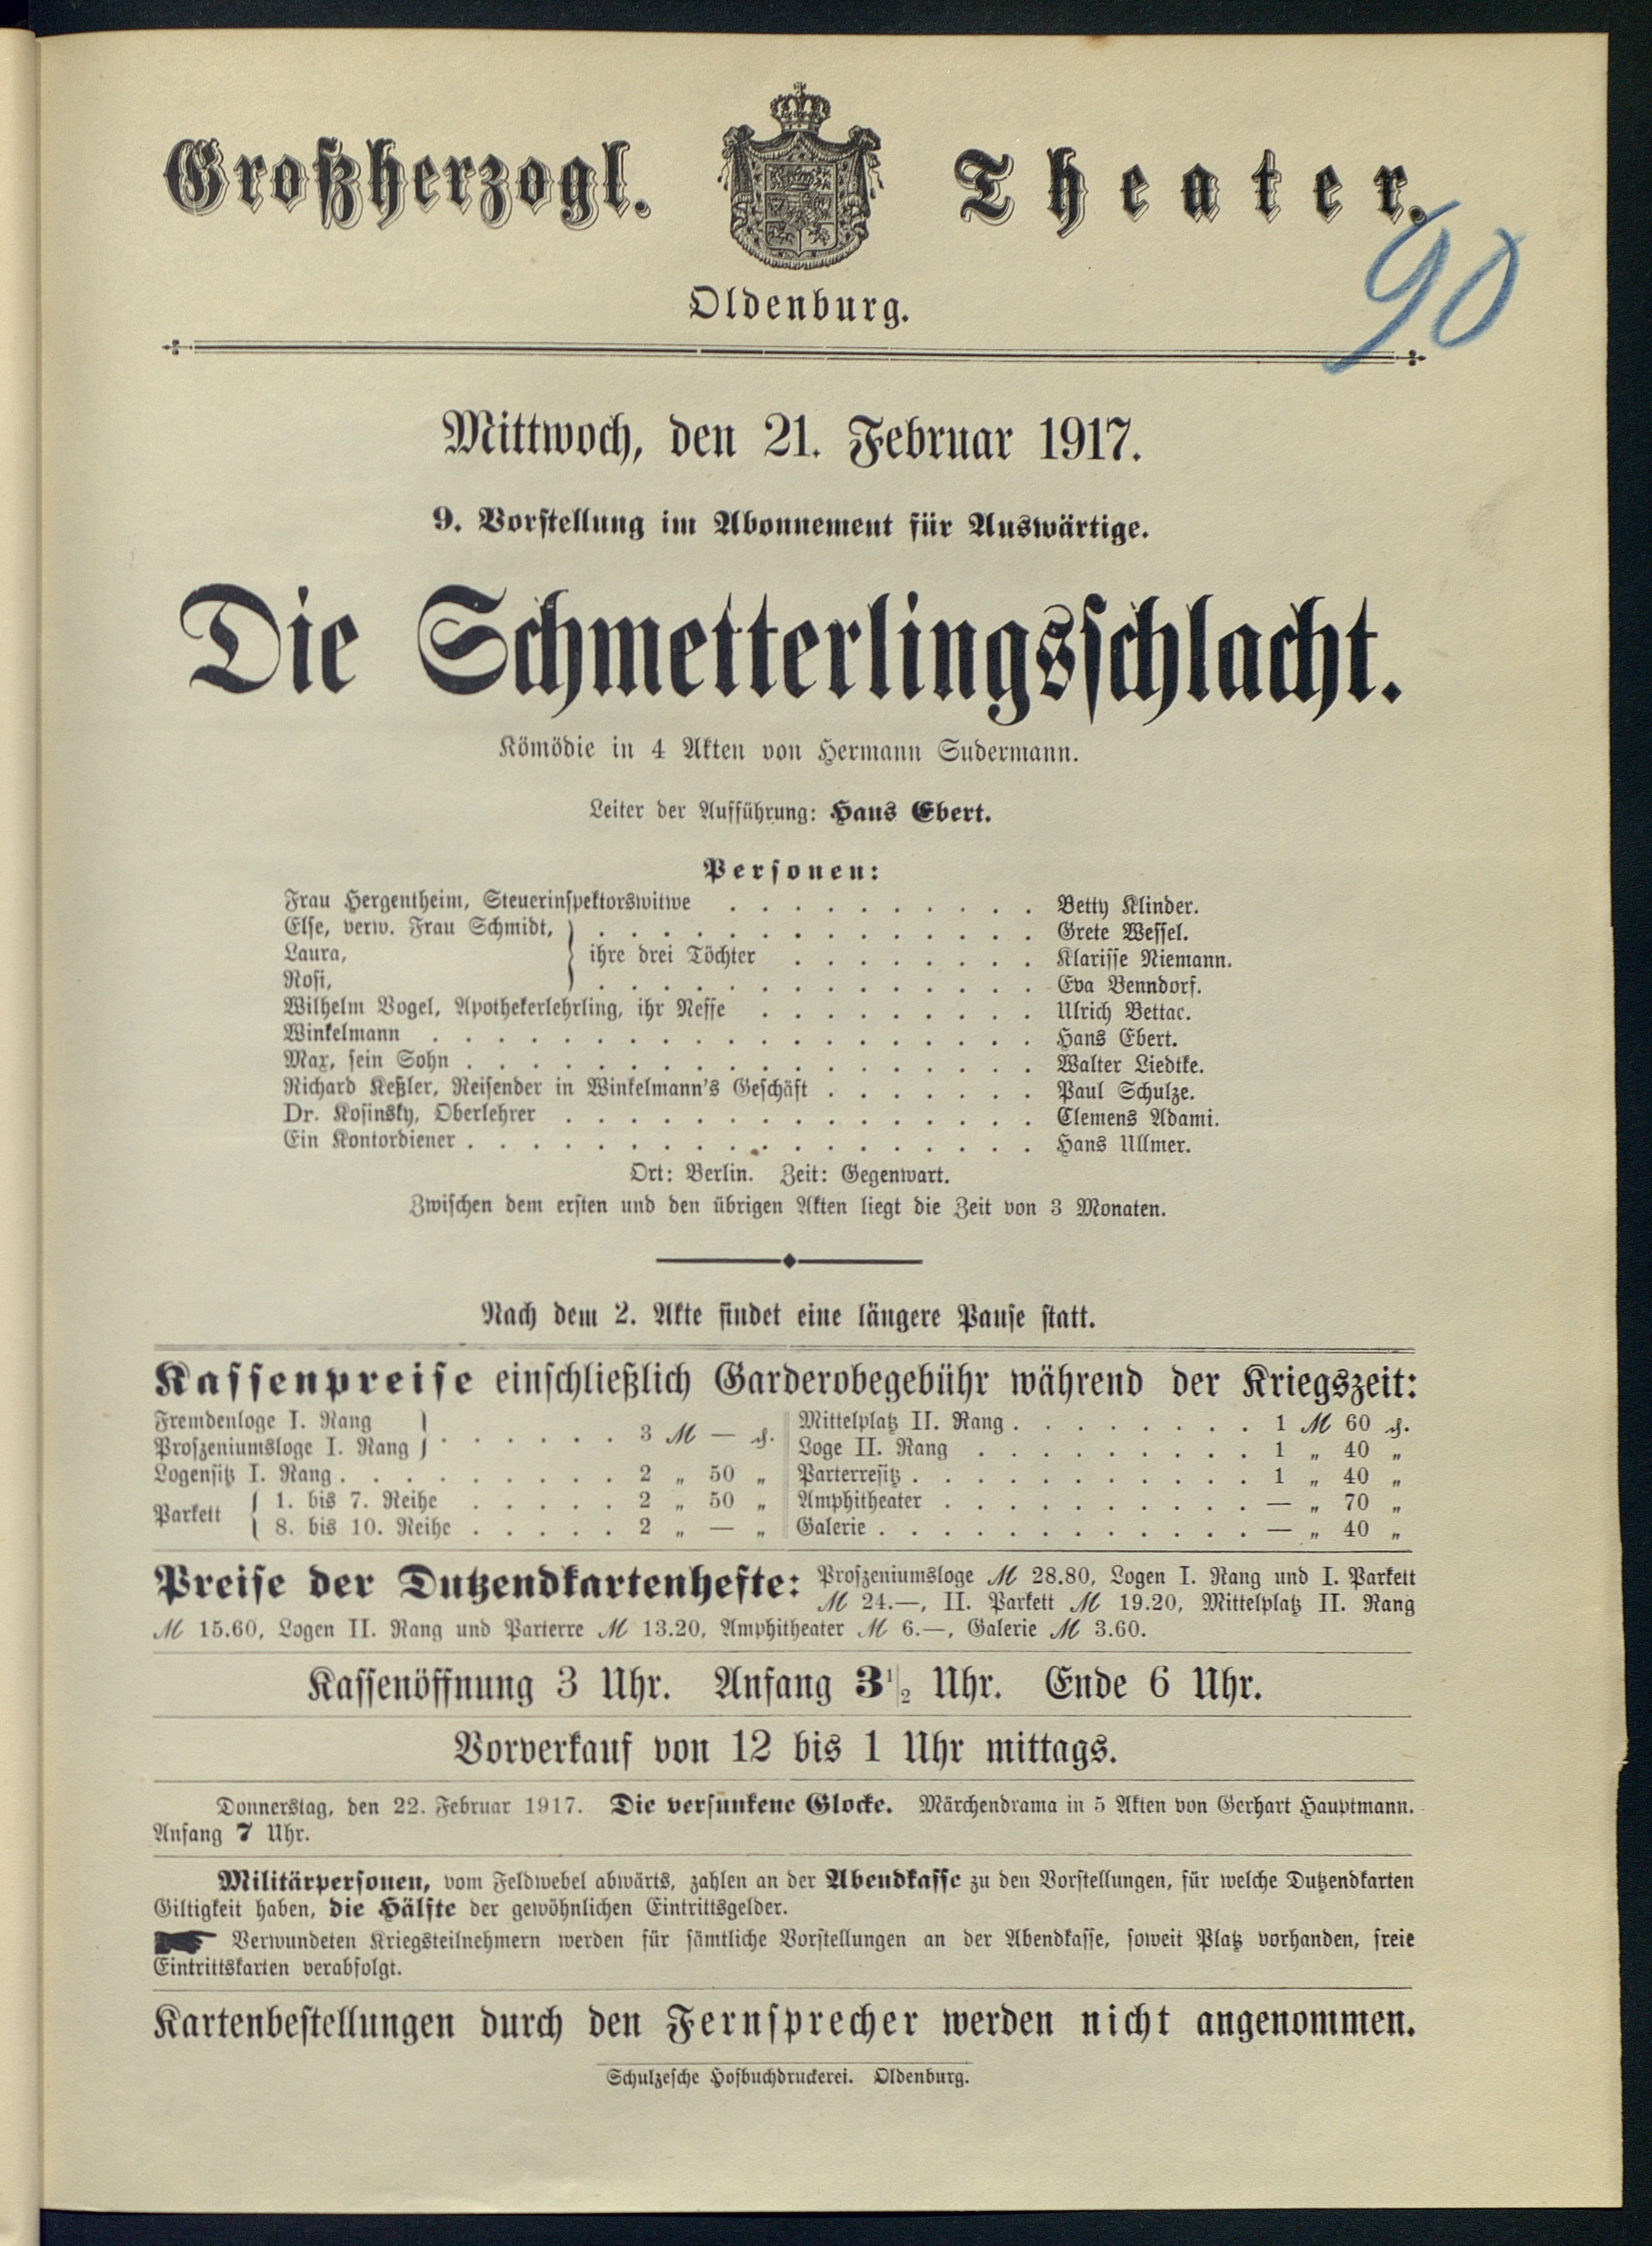 Großherzogl. Theater.
90
Oldenburg.
Mittwoch, den 21. Februar 1917.
9. Vorstellung im Abonnement für Auswärtige.
Die Schmetterlingsschlacht.
Kömödie in 4 Akten von Hermann Sudermann.
Leiter der Aufführung: Hans Ebert.
Personen:
Frau Hergentheim, Steuerinspektorswitwe . . . . . . . . . . Betty Klinder.
Else, verw. Frau Schmidt, . . . . . . . . . . . . . . Grete Wessel.
Laura, } ihre drei Töchter . . . . . . . . Klarisse Niemann.
Rosi, . . . . . . . . . . . . . . Eva Benndorf.
Wilhelm Vogel, Apothekerlehrling, ihr Neffe . . . . . . . . . Ulrich Bettac.
Winkelmann . . . . . . . . . . . . . . . . . . Hans Ebert.
Max, sein Sohn . . . . . . . . . . . . . . . . . Walter Liedtke.
Richard Keßler, Reisender in Winkelmann's Geschäft . . . . . . . Paul Schulze.
Dr. Kosinsky, Oberlehrer . . . . . . . . . . . . . . Clemens Adami.
Ein Kontordiener . . . . . . . . . . . . . . . . . Hans Ullmer.
Ort: Berlin. Zeit: Gegenwart.
Zwischen dem ersten und den übrigen Akten liegt die Zeit von 3 Monaten.
Nach dem 2. Akte findet eine längere Pause statt.
Kassenpreise einschließlich Garderobegebühr während der Kriegszeit:
Fremdenloge I. Rang
Proszeniumsloge I. Rang } . . . . . . . 3 ℳ — ₰.
Logensitz I. Rang . . . . . . . . . 2 „ 50 „
Parkett { 1. bis 7. Reihe . . . . . 2 „ 50 „
8. bis 10. Reihe . . . . . 2 „ — „
Mittelplatz II. Rang . . . . . . . . . 1 ℳ 60 ₰.
Loge II. Rang . . . . . . . . . . . 1 „ 40 „
Parterresitz . . . . . . . . . . . . . 1 „ 40 „
Amphitheater . . . . . . . . . . . . — „ 70 „
Galerie . . . . . . . . . . . . . . . — „ 40 „
Preise der Dutzendkartenhefte: Proszeniumsloge ℳ 28.80, Logen I. Rang und I. Parkett
ℳ 24.—, II. Parkett ℳ 19.20, Mittelplatz II. Rang
ℳ 15.60, Logen II. Rang und Parterre ℳ 13.20, Amphitheater ℳ 6.—, Galerie ℳ 3.60.
Kassenöffnung 3 Uhr. Anfang 3 1/2 Uhr. Ende 6 Uhr.
Vorverkauf von 12 bis 1 Uhr mittags.
Donnerstag, den 22. Februar 1917. Die versunkene Glocke. Märchendrama in 5 Akten von Gerhart Hauptmann.
Anfang 7 Uhr.
Militärpersonen, vom Feldwebel abwärts, zahlen an der Abendkasse zu den Vorstellungen, für welche Dutzendkarten
Giltigkeit haben, die Hälfte der gewöhnlichen Eintrittsgelder.
Verwundeten Kriegsteilnehmern werden für sämtliche Vorstellungen an der Abendkasse, soweit Platz vorhanden, freie
Eintrittskarten verabfolgt.
Kartenbestellungen durch den Fernsprecher werden nicht angenommen.
Schulzesche Hofbuchdruckerei. Oldenburg.